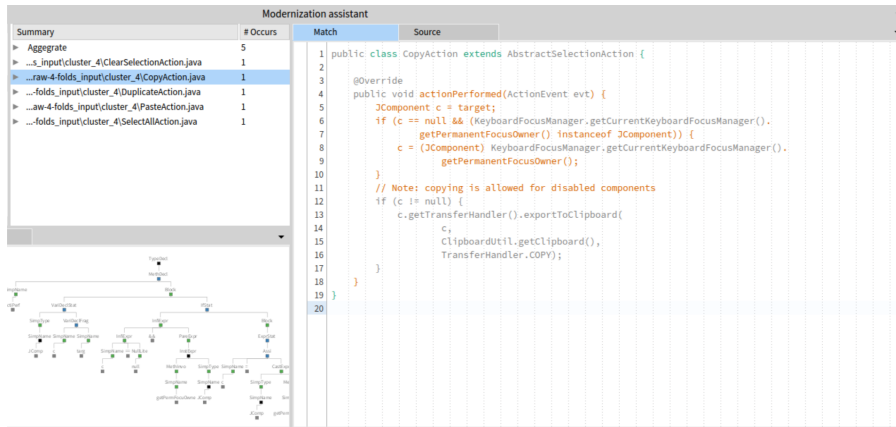 Modernization assistant
Summary # Occurs
Aggegrate 5
...s_input\cluster_4\ClearSelectionAction.java 1
...raw-4-folds_input\cluster_4\CopyAction.java 1
...-folds_input\cluster_4\DuplicateAction.java 1
...aw-4-folds_input\cluster_4\PasteAction.java 1
...-folds_input\cluster_4\SelectAllAction.java 1
Match Source
1 public class CopyAction extends AbstractSelectionAction {
2
3 @Override
4 public void actionPerformed(ActionEvent evt) {
5 JComponent c = target;
6 if (c == null && (KeyboardFocusManager.getCurrentKeyboardFocusManager().
7 getPermanentFocusOwner() instanceof JComponent)) {
8 c = (JComponent) KeyboardFocusManager.getCurrentKeyboardFocusManager().
9 getPermanentFocusOwner();
10 }
11 // Note: copying is allowed for disabled components
12 if (c != null) {
13 c.getTransferHandler().exportToClipboard(
14 c,
15 ClipboardUtil.getClipboard(),
16 TransferHandler.COPY);
17 }
18 }
19 }
20